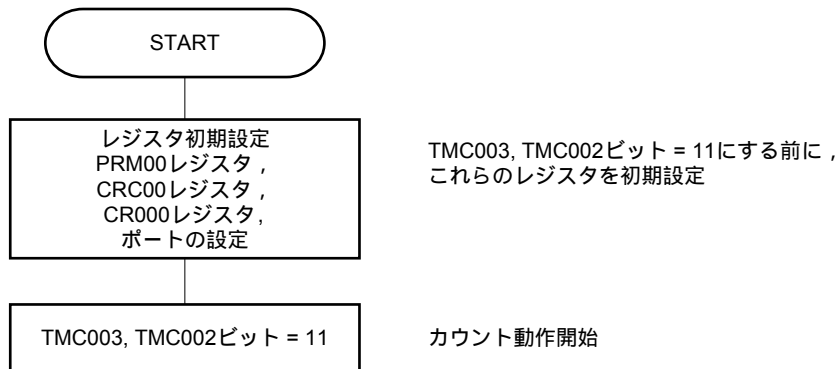 START
レジスタ初期設定
PRM00レジスタ，
CRC00レジスタ，
CR000レジスタ，
ポートの設定
TMC003, TMC002ビット = 11にする前に，
これらのレジスタを初期設定
TMC003, TMC002ビット = 11
カウント動作開始